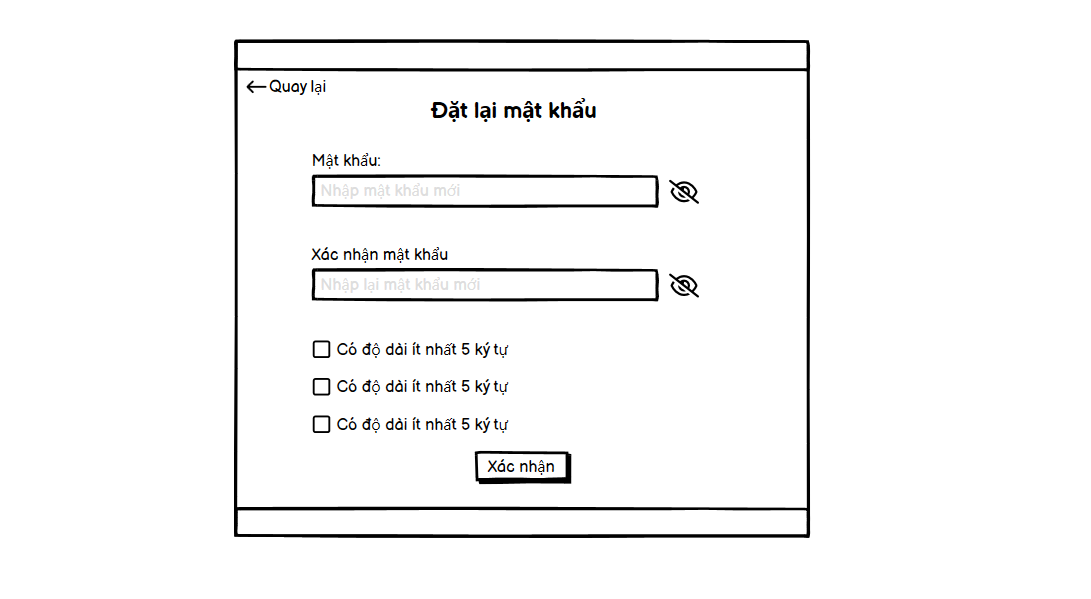 Quay lại
Đặt lại mật khẩu
Mật khẩu:
Nhập mật khẩu mới
Xác nhận mật khẩu
Nhập lại mật khẩu mới
Có độ dài ít nhất 5 ký tự
Có độ dài ít nhất 5 ký tự
Có độ dài ít nhất 5 ký tự
Xác nhận